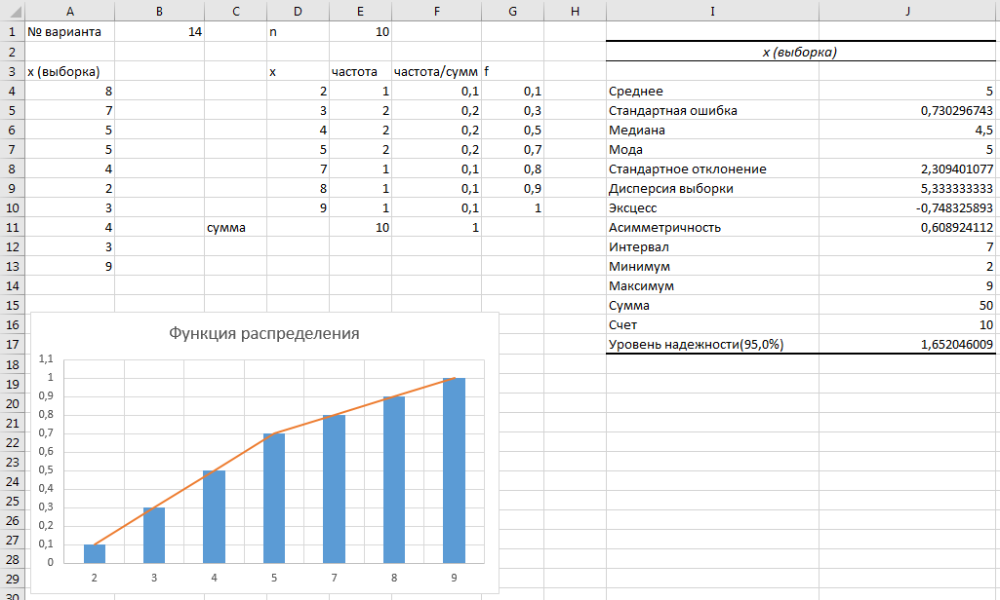 A B C D E F G H I J
1 № варианта 14 n 10
2 x (выборка)
3 x (выборка) x частота частота/сумм f
4 8 2 1 0,1 0,1 Среднее 5
5 7 3 2 0,2 0,3 Стандартная ошибка 0,730296743
6 5 4 2 0,2 0,5 Медиана 4,5
7 5 5 2 0,2 0,7 Мода 5
8 4 7 1 0,1 0,8 Стандартное отклонение 2,309401077
9 2 8 1 0,1 0,9 Дисперсия выборки 5,333333333
10 3 9 1 0,1 1 Эксцесс -0,748325893
11 4 сумма 10 1 Асимметричность 0,608924112
12 3 Интервал 7
13 9 Минимум 2
14 Максимум 9
15 Сумма 50
16 Счет 10
17 Уровень надежности(95,0%) 1,652046009
18
19
20
21
22
23
24
25
26
27
28
29
30
Функция распределения
1,1
1
0,9
0,8
0,7
0,6
0,5
0,4
0,3
0,2
0,1
0
2 3 4 5 7 8 9